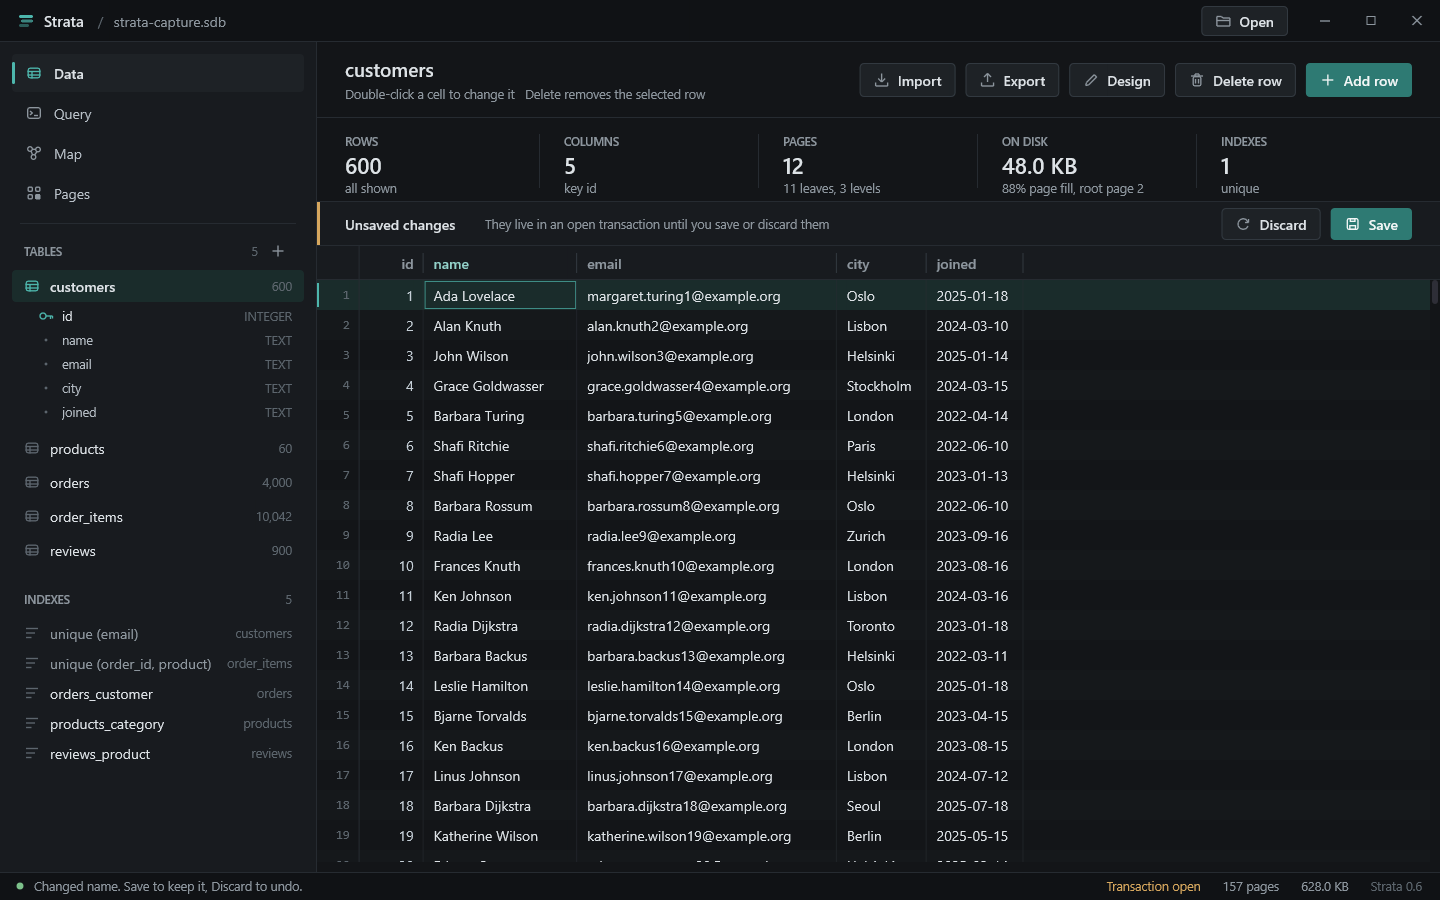 Strata / strata-capture.sdb
Open
Data
Query
Map
Pages
TABLES 5
customers 600
id INTEGER
name TEXT
email TEXT
city TEXT
joined TEXT
products 60
orders 4,000
order_items 10,042
reviews 900
INDEXES 5
unique (email) customers
unique (order_id, product) order_items
orders_customer orders
products_category products
reviews_product reviews
customers
Double-click a cell to change it Delete removes the selected row
Import Export Design Delete row Add row
ROWS
600
all shown
COLUMNS
5
key id
PAGES
12
11 leaves, 3 levels
ON DISK
48.0 KB
88% page fill, root page 2
INDEXES
1
unique
Unsaved changes They live in an open transaction until you save or discard them Discard Save
id name email city joined
1 1 Ada Lovelace margaret.turing1@example.org Oslo 2025-01-18
2 2 Alan Knuth alan.knuth2@example.org Lisbon 2024-03-10
3 3 John Wilson john.wilson3@example.org Helsinki 2025-01-14
4 4 Grace Goldwasser grace.goldwasser4@example.org Stockholm 2024-03-15
5 5 Barbara Turing barbara.turing5@example.org London 2022-04-14
6 6 Shafi Ritchie shafi.ritchie6@example.org Paris 2022-06-10
7 7 Shafi Hopper shafi.hopper7@example.org Helsinki 2023-01-13
8 8 Barbara Rossum barbara.rossum8@example.org Oslo 2022-06-10
9 9 Radia Lee radia.lee9@example.org Zurich 2023-09-16
10 10 Frances Knuth frances.knuth10@example.org London 2023-08-16
11 11 Ken Johnson ken.johnson11@example.org Lisbon 2024-03-16
12 12 Radia Dijkstra radia.dijkstra12@example.org Toronto 2023-01-18
13 13 Barbara Backus barbara.backus13@example.org Helsinki 2022-03-11
14 14 Leslie Hamilton leslie.hamilton14@example.org Oslo 2025-01-18
15 15 Bjarne Torvalds bjarne.torvalds15@example.org Berlin 2023-04-15
16 16 Ken Backus ken.backus16@example.org London 2023-08-15
17 17 Linus Johnson linus.johnson17@example.org Lisbon 2024-07-12
18 18 Barbara Dijkstra barbara.dijkstra18@example.org Seoul 2025-07-18
19 19 Katherine Wilson katherine.wilson19@example.org Berlin 2025-05-15
Changed name. Save to keep it, Discard to undo.
Transaction open 157 pages 628.0 KB Strata 0.6